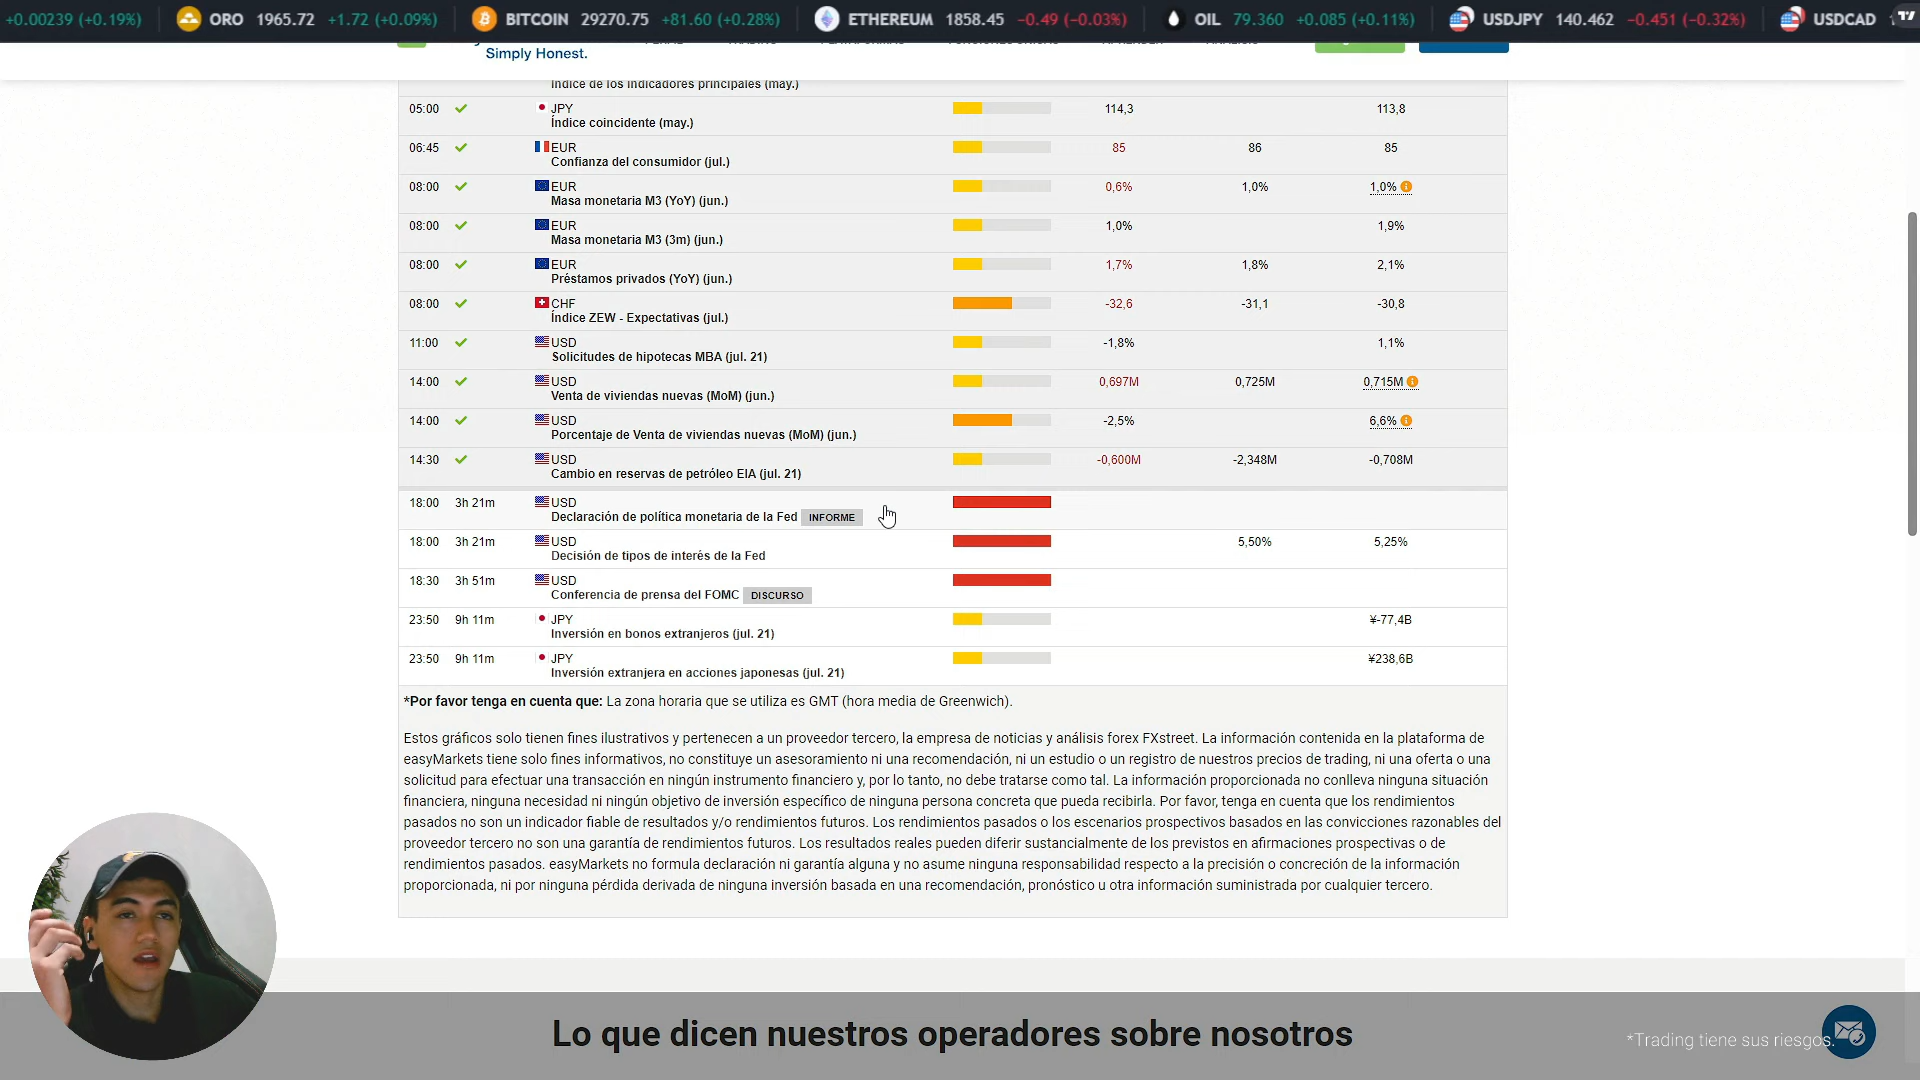 +0.00239 (+0.19%) ORO 1965.72 +1.72 (+0.09%) BITCOIN 29270.75 +81.60 (+0.28%) ETHEREUM 1858.45 −0.49 (−0.03%) OIL 79.360 +0.085 (+0.11%) USDJPY 140.462 −0.451 (−0.32%) USDCAD
Simply Honest.
Índice de los indicadores principales (may.)
05:00 JPY 114,3 113,8
Índice coincidente (may.)
06:45 EUR 85 86 85
Confianza del consumidor (jul.)
08:00 EUR 0,6% 1,0% 1,0%
Masa monetaria M3 (YoY) (jun.)
08:00 EUR 1,0% 1,9%
Masa monetaria M3 (3m) (jun.)
08:00 EUR 1,7% 1,8% 2,1%
Préstamos privados (YoY) (jun.)
08:00 CHF -32,6 -31,1 -30,8
Índice ZEW - Expectativas (jul.)
11:00 USD -1,8% 1,1%
Solicitudes de hipotecas MBA (jul. 21)
14:00 USD 0,697M 0,725M 0,715M
Venta de viviendas nuevas (MoM) (jun.)
14:00 USD -2,5% 6,6%
Porcentaje de Venta de viviendas nuevas (MoM) (jun.)
14:30 USD -0,600M -2,348M -0,708M
Cambio en reservas de petróleo EIA (jul. 21)
18:00 3h 21m USD
Declaración de política monetaria de la Fed INFORME
18:00 3h 21m USD 5,50% 5,25%
Decisión de tipos de interés de la Fed
18:30 3h 51m USD
Conferencia de prensa del FOMC DISCURSO
23:50 9h 11m JPY ¥-77,4B
Inversión en bonos extranjeros (jul. 21)
23:50 9h 11m JPY ¥238,6B
Inversión extranjera en acciones japonesas (jul. 21)
*Por favor tenga en cuenta que: La zona horaria que se utiliza es GMT (hora media de Greenwich).
Estos gráficos solo tienen fines ilustrativos y pertenecen a un proveedor tercero, la empresa de noticias y análisis forex FXstreet. La información contenida en la plataforma de
easyMarkets tiene solo fines informativos, no constituye un asesoramiento ni una recomendación, ni un estudio o un registro de nuestros precios de trading, ni una oferta o una
solicitud para efectuar una transacción en ningún instrumento financiero y, por lo tanto, no debe tratarse como tal. La información proporcionada no conlleva ninguna situación
financiera, ninguna necesidad ni ningún objetivo de inversión específico de ninguna persona concreta que pueda recibirla. Por favor, tenga en cuenta que los rendimientos
pasados no son un indicador fiable de resultados y/o rendimientos futuros. Los rendimientos pasados o los escenarios prospectivos basados en las convicciones razonables del
proveedor tercero no son una garantía de rendimientos futuros. Los resultados reales pueden diferir sustancialmente de los previstos en afirmaciones prospectivas o de
rendimientos pasados. easyMarkets no formula declaración ni garantía alguna y no asume ninguna responsabilidad respecto a la precisión o concreción de la información
proporcionada, ni por ninguna pérdida derivada de ninguna inversión basada en una recomendación, pronóstico u otra información suministrada por cualquier tercero.
Lo que dicen nuestros operadores sobre nosotros
*Trading tiene sus riesgos.